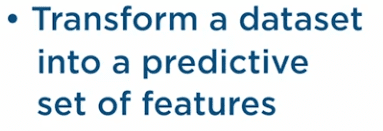 • Transform a dataset
into a predictive
set of features